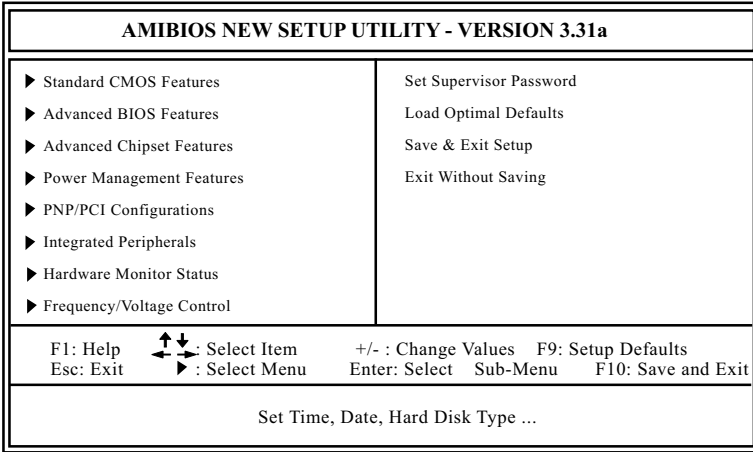 AMIBIOS NEW SETUP UTILITY - VERSION 3.31a
Standard CMOS Features
Advanced BIOS Features
Advanced Chipset Features
Power Management Features
PNP/PCI Configurations
Integrated Peripherals
Hardware Monitor Status
Frequency/Voltage Control
Set Supervisor Password
Load Optimal Defaults
Save & Exit Setup
Exit Without Saving
F1: Help : Select Item +/- : Change Values F9: Setup Defaults
Esc: Exit : Select Menu Enter: Select Sub-Menu F10: Save and Exit
Set Time, Date, Hard Disk Type ...